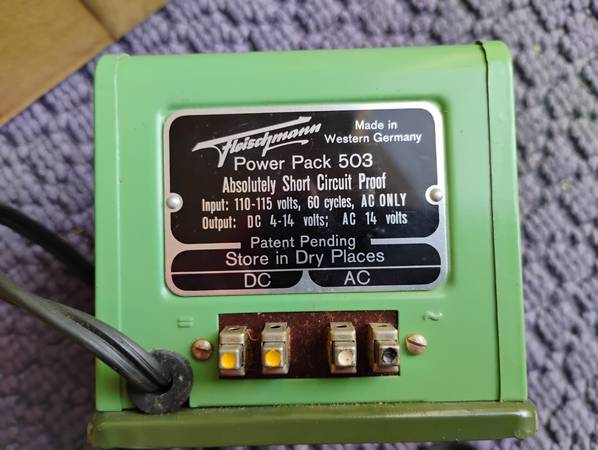 Fleischmann
Made in
Western Germany
Power Pack 503
Absolutely Short Circuit Proof
Input: 110-115 volts, 60 cycles, AC ONLY
Output: DC 4-14 volts; AC 14 volts
Patent Pending
Store in Dry Places
DC AC